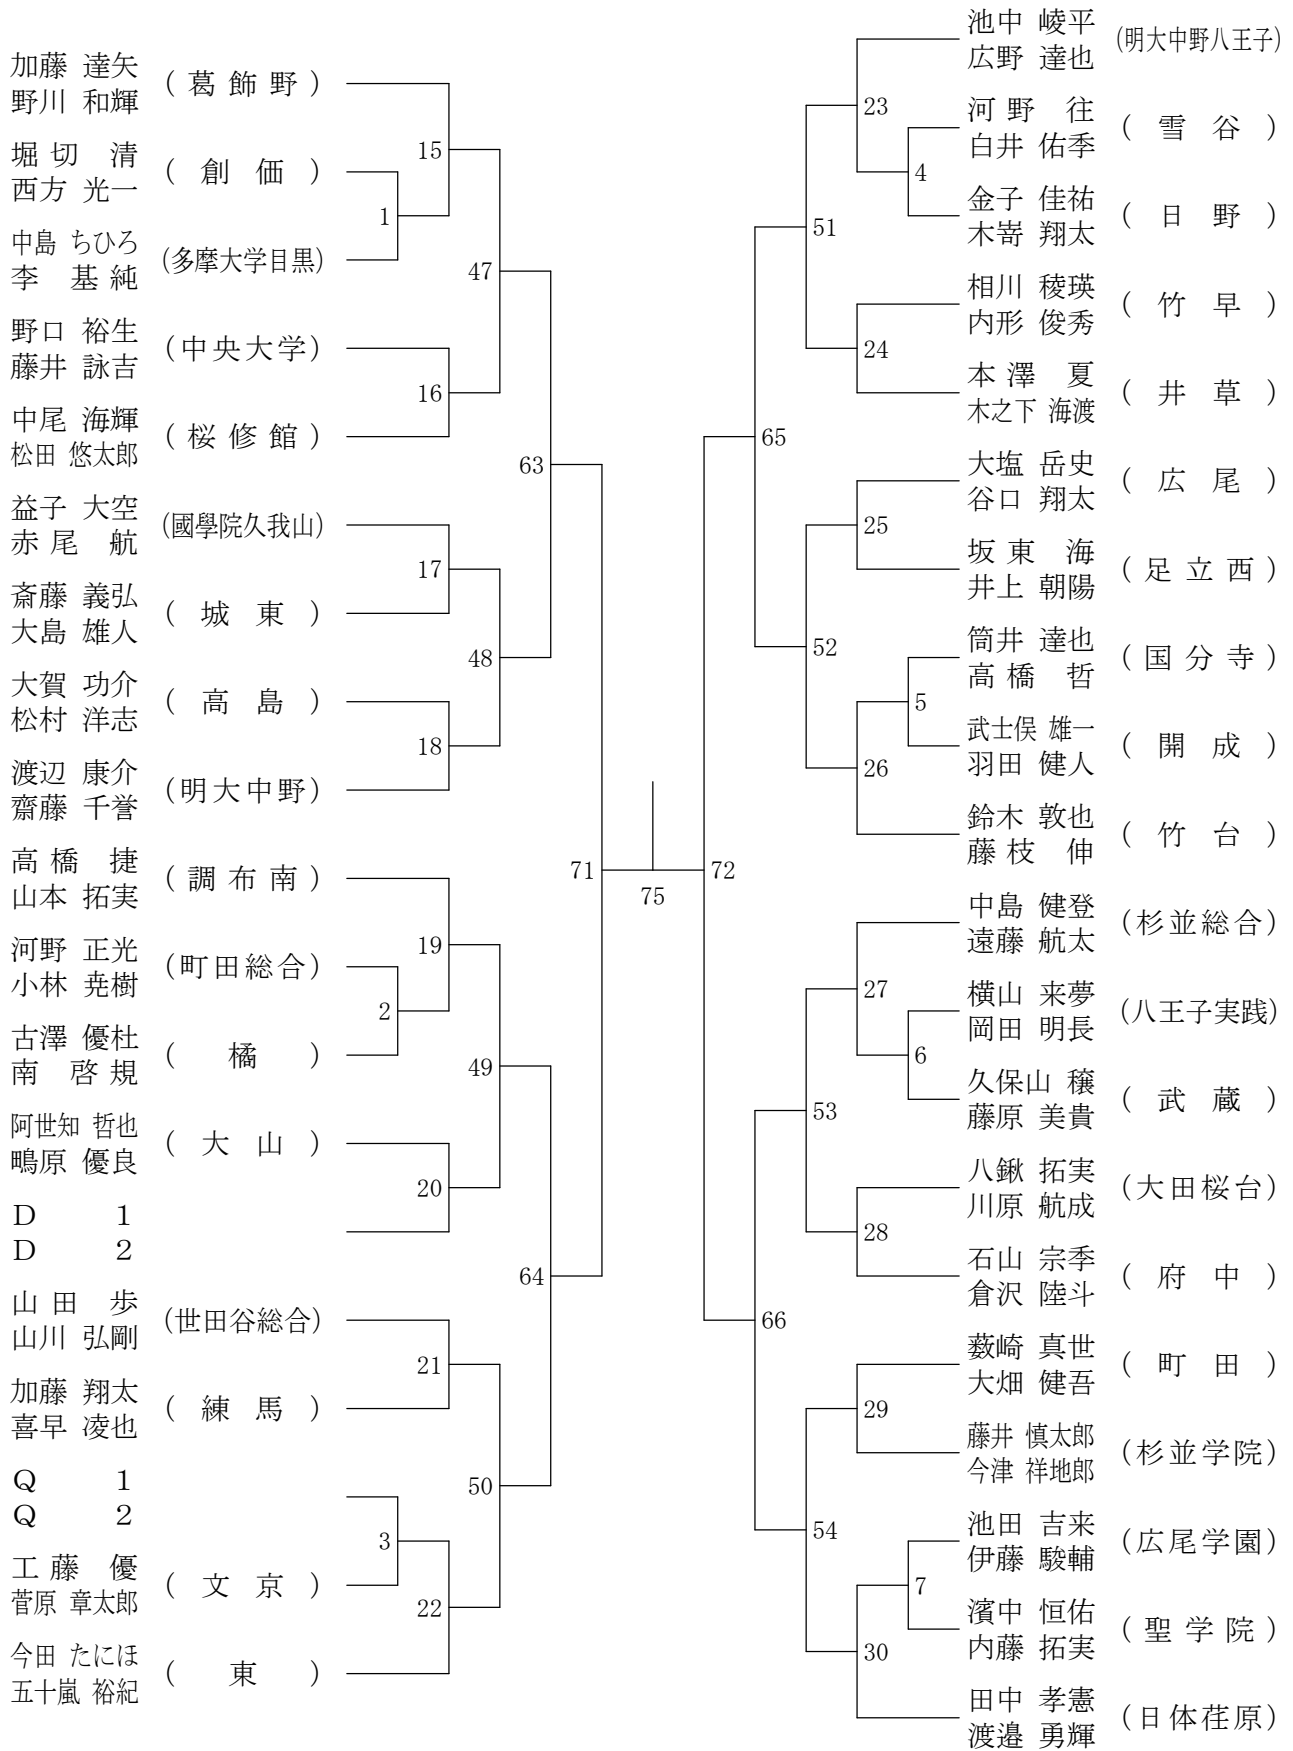 加藤 達矢
野川 和輝
( 葛 飾 野 )
堀 切 清
西方 光一
( 創 価 )
中島 ちひろ
李 基 純
(多摩大学目黒)
野口 裕生
藤井 詠吉
(中央大学)
中尾 海輝
松田 悠太郎
( 桜 修 館 )
益子 大空
赤 尾 航
(國學院久我山)
斎藤 義弘
大島 雄人
( 城 東 )
大賀 功介
松村 洋志
( 高 島 )
渡辺 康介
齋藤 千誉
(明大中野)
高 橋 捷
山本 拓実
( 調 布 南 )
河野 正光
小林 尭樹
(町田総合)
古澤 優杜
南 啓 規
( 橘 )
阿世知 哲也
鴫原 優良
( 大 山 )
D 1
D 2
山 田 歩
山川 弘剛
(世田谷総合)
加藤 翔太
喜早 凌也
( 練 馬 )
Q 1
Q 2
工 藤 優
菅原 章太郎
( 文 京 )
今田 たにほ
五十嵐 裕紀
( 東 )
15
1
47
16
63
17
48
18
71
19
2
49
20
64
21
50
3
22
75
72
池中 崚平
広野 達也
(明大中野八王子)
河 野 往
白井 佑季
( 雪 谷 )
金子 佳祐
木嵜 翔太
( 日 野 )
相川 稜瑛
内形 俊秀
( 竹 早 )
本 澤 夏
木之下 海渡
( 井 草 )
大塩 岳史
谷口 翔太
( 広 尾 )
坂 東 海
井上 朝陽
( 足 立 西 )
筒井 達也
高 橋 哲
( 国 分 寺 )
武士俣 雄一
羽田 健人
( 開 成 )
鈴木 敦也
藤 枝 伸
( 竹 台 )
中島 健登
遠藤 航太
(杉並総合)
横山 来夢
岡田 明長
(八王子実践)
久保山 穣
藤原 美貴
( 武 蔵 )
八鍬 拓実
川原 航成
(大田桜台)
石山 宗季
倉沢 陸斗
( 府 中 )
薮崎 真世
大畑 健吾
( 町 田 )
藤井 慎太郎
今津 祥地郎
(杉並学院)
池田 吉来
伊藤 駿輔
(広尾学園)
濱中 恒佑
内藤 拓実
( 聖 学 院 )
田中 孝憲
渡邉 勇輝
(日体荏原)
23
4
51
24
65
25
52
5
26
27
6
53
28
66
29
54
7
30